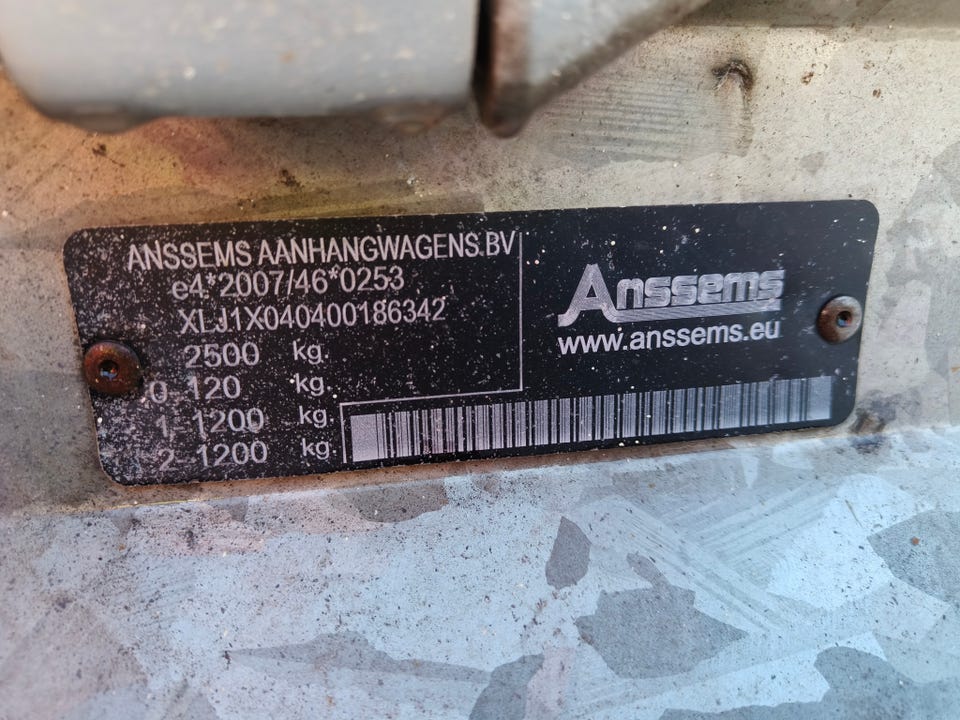 ANSSEMS AANHANGWAGENS BV
e4*2007/46*0253
XLJ1X040400186342
2500 kg.
0-120 kg.
1-1200 kg.
2-1200 kg.
Anssems
www.anssems.eu